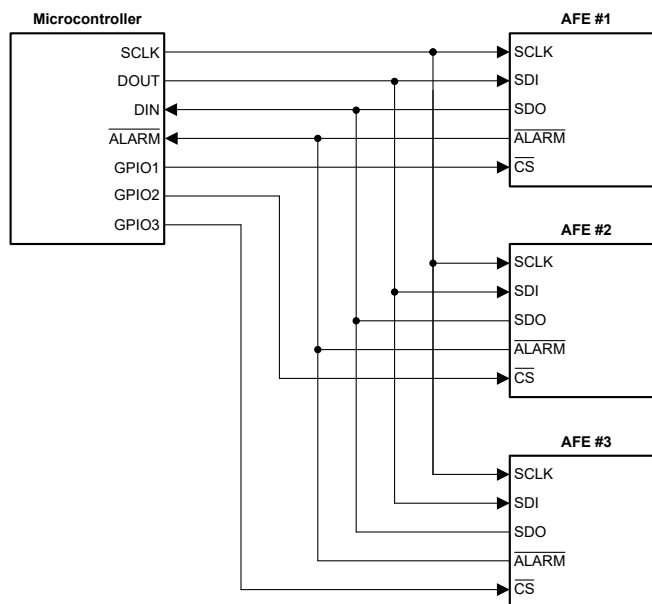 Microcontroller
SCLK
DOUT
DIN
ALARM
GPIO1
GPIO2
GPIO3
AFE #1
SCLK
SDI
SDO
ALARM
CS
AFE #2
SCLK
SDI
SDO
ALARM
CS
AFE #3
SCLK
SDI
SDO
ALARM
CS